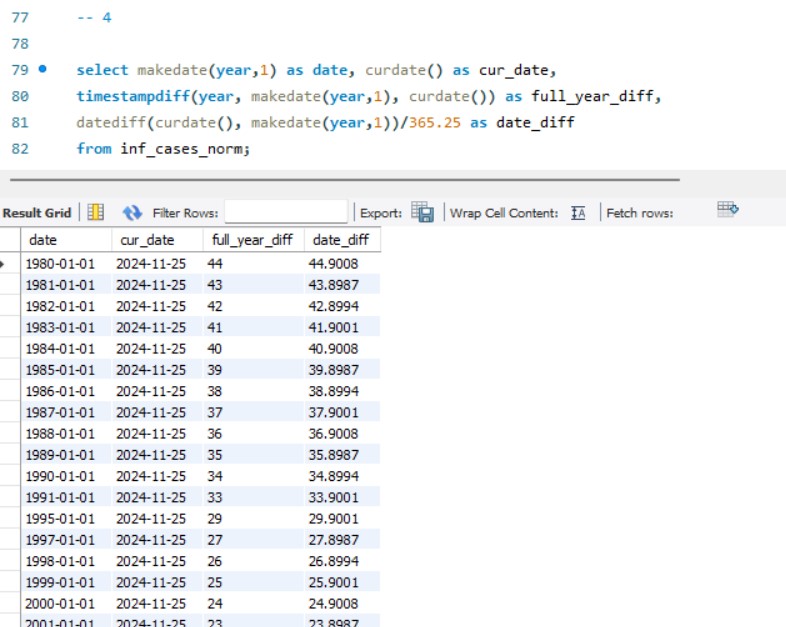 77 -- 4
78
79 select makedate(year,1) as date, curdate() as cur_date,
80 timestampdiff(year, makedate(year,1), curdate()) as full_year_diff,
81 datediff(curdate(), makedate(year,1))/365.25 as date_diff
82 from inf_cases_norm;
Result Grid Filter Rows: Export: Wrap Cell Content: IA Fetch rows:
date cur_date full_year_diff date_diff
1980-01-01 2024-11-25 44 44.9008
1981-01-01 2024-11-25 43 43.8987
1982-01-01 2024-11-25 42 42.8994
1983-01-01 2024-11-25 41 41.9001
1984-01-01 2024-11-25 40 40.9008
1985-01-01 2024-11-25 39 39.8987
1986-01-01 2024-11-25 38 38.8994
1987-01-01 2024-11-25 37 37.9001
1988-01-01 2024-11-25 36 36.9008
1989-01-01 2024-11-25 35 35.8987
1990-01-01 2024-11-25 34 34.8994
1991-01-01 2024-11-25 33 33.9001
1995-01-01 2024-11-25 29 29.9001
1997-01-01 2024-11-25 27 27.8987
1998-01-01 2024-11-25 26 26.8994
1999-01-01 2024-11-25 25 25.9001
2000-01-01 2024-11-25 24 24.9008
2001-01-01 2024-11-25 23 23.8987